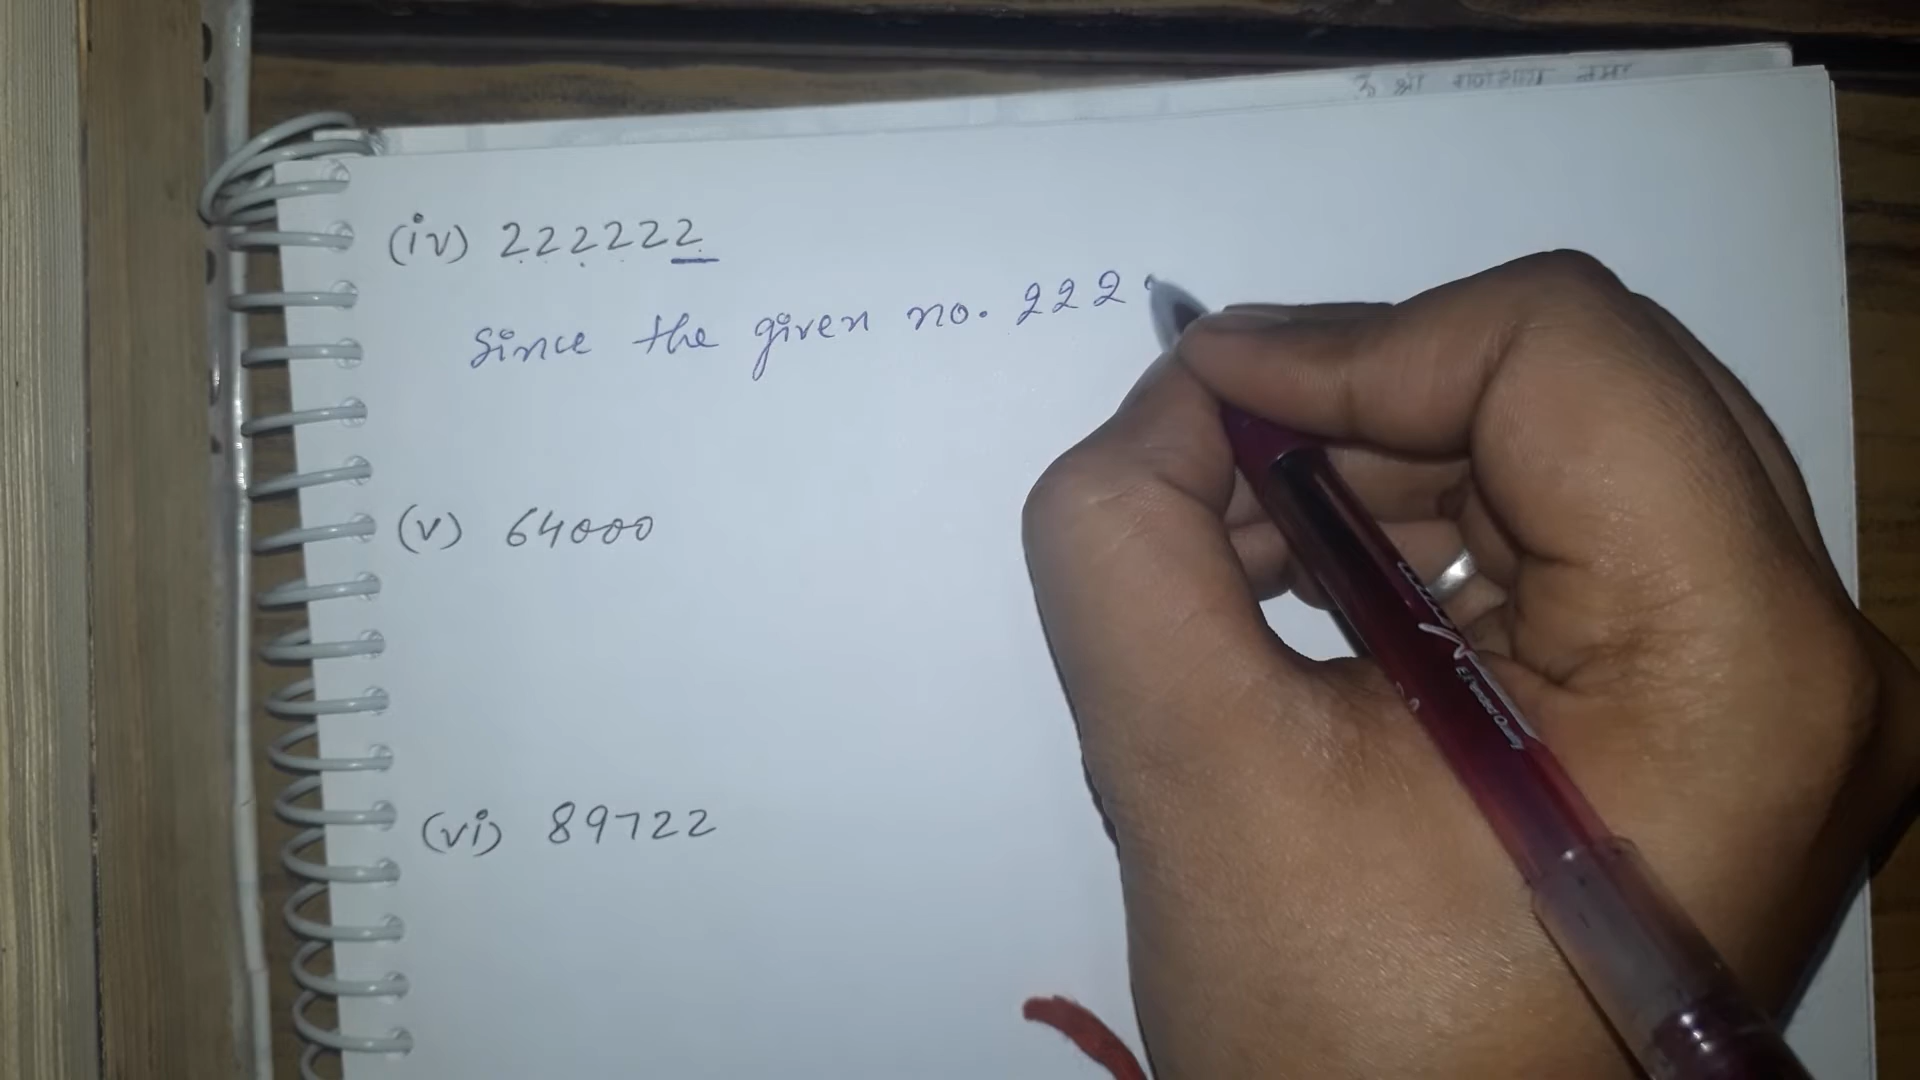 (iv) 222222
Since the given no. 222
(v) 64000
(vi) 89722